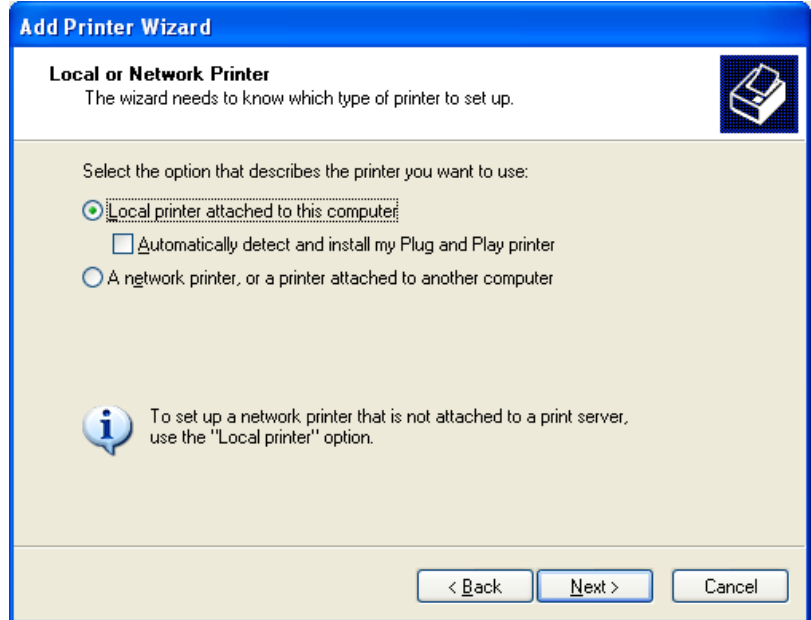 Add Printer Wizard
Local or Network Printer
The wizard needs to know which type of printer to set up.
Select the option that describes the printer you want to use:
Local printer attached to this computer
Automatically detect and install my Plug and Play printer
A network printer, or a printer attached to another computer
To set up a network printer that is not attached to a print server,
use the "Local printer" option.
< Back
Next >
Cancel